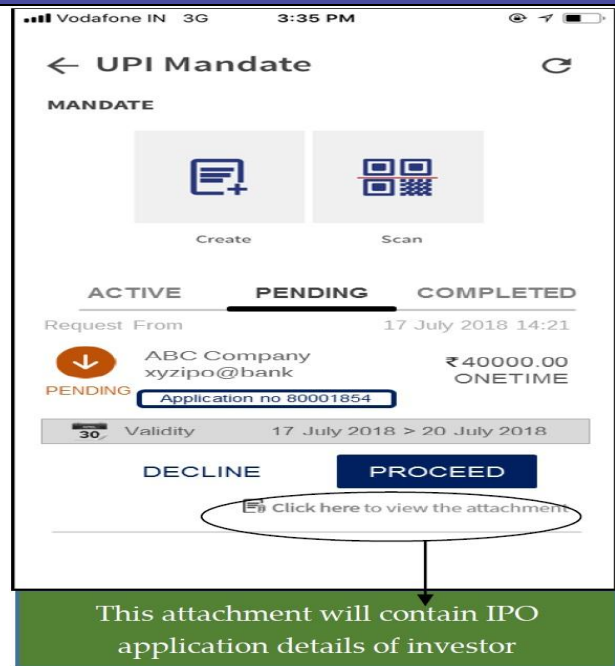 Vodafone IN 3G 3:35 PM
← UPI Mandate
MANDATE
Create Scan
ACTIVE PENDING COMPLETED
Request From 17 July 2018 14:21
ABC Company ₹40000.00
xyzipo@bank ONETIME
PENDING
Application no 80001854
30 Validity 17 July 2018 > 20 July 2018
DECLINE PROCEED
Click here to view the attachment
This attachment will contain IPO
application details of investor